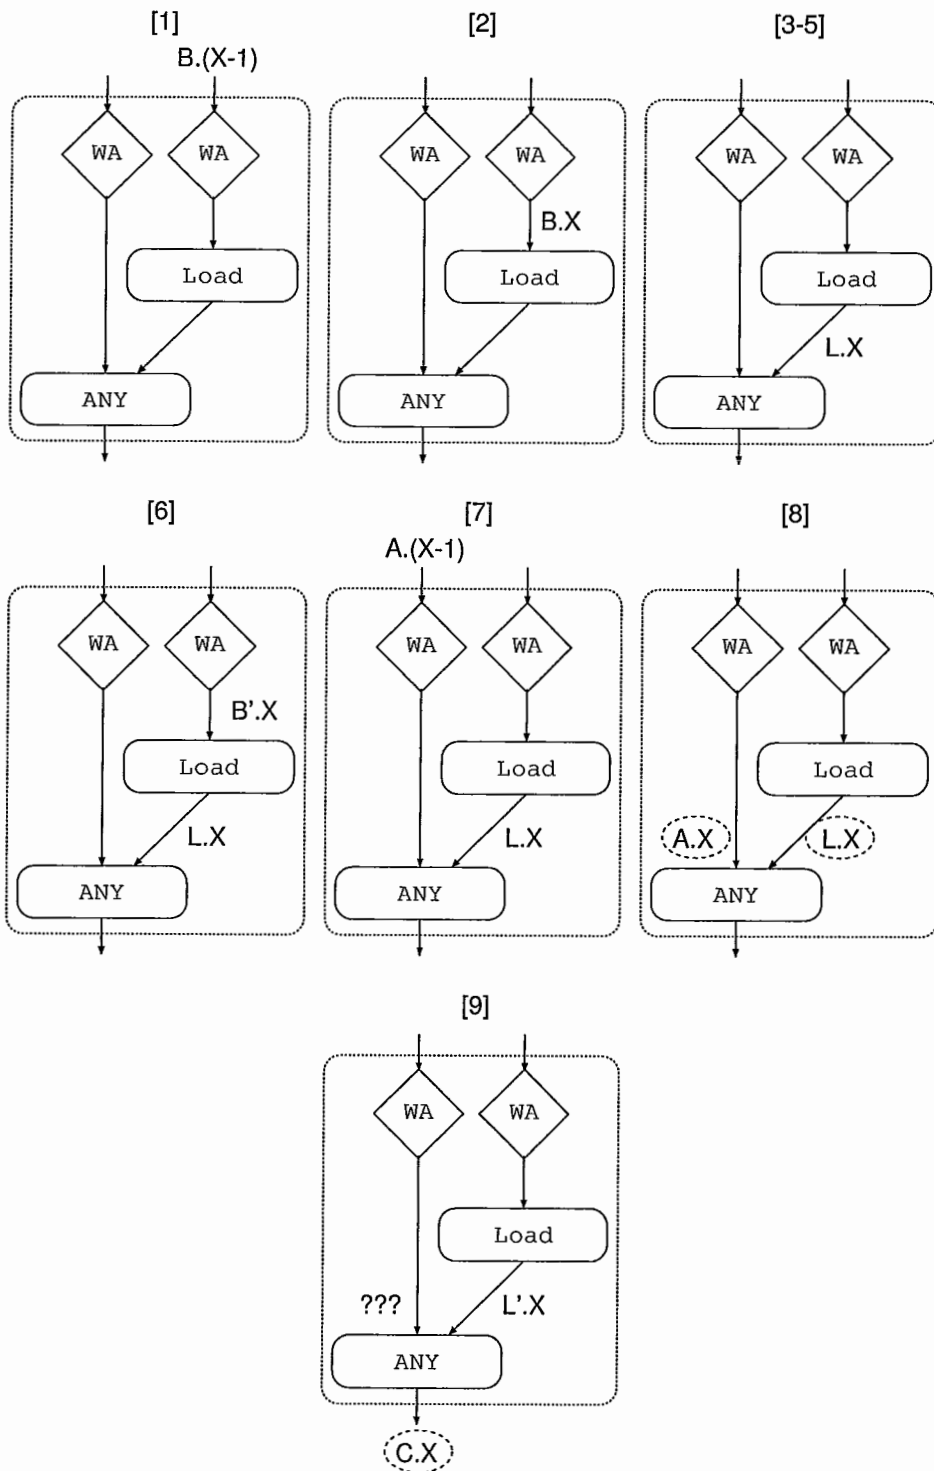 [1] [2] [3-5]
B.(X-1)
WA WA WA WA WA WA
B.X
Load Load Load
L.X
ANY ANY ANY
[6] [7] [8]
A.(X-1)
WA WA WA WA WA WA
B'.X
Load Load Load
L.X L.X A.X L.X
ANY ANY ANY
[9]
WA WA
Load
??? L'.X
ANY
C.X